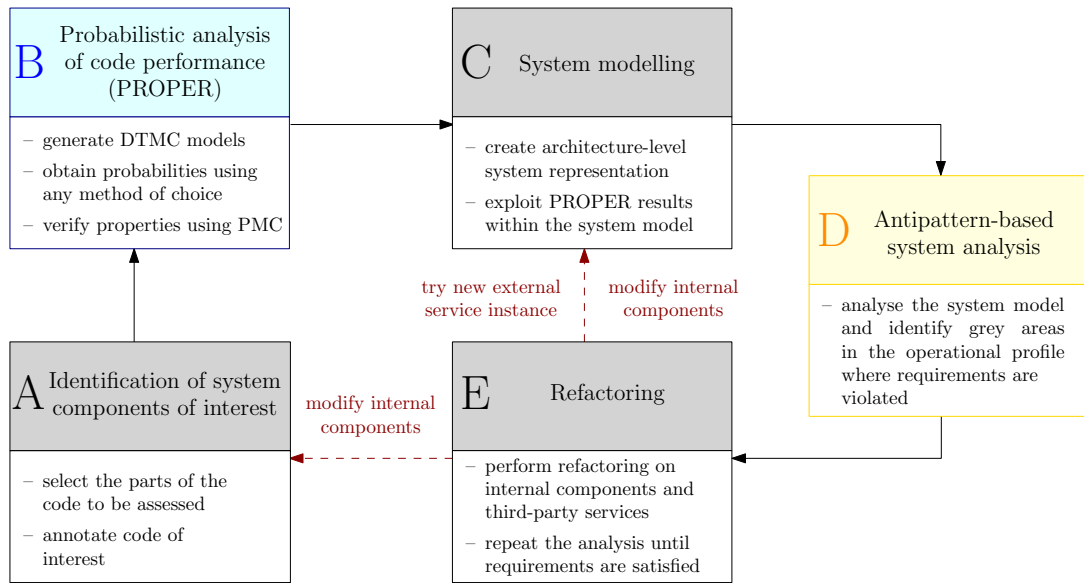 B
Probabilistic analysis
of code performance
(PROPER)
– generate DTMC models
– obtain probabilities using
any method of choice
– verify properties using PMC
C
System modelling
– create architecture-level
system representation
– exploit PROPER results
within the system model
D
Antipattern-based
system analysis
– analyse the system model
and identify grey areas
in the operational profile
where requirements are
violated
try new external
service instance
modify internal
components
A
Identification of system
components of interest
– select the parts of the
code to be assessed
– annotate code of
interest
modify internal
components
E
Refactoring
– perform refactoring on
internal components and
third-party services
– repeat the analysis until
requirements are satisfied